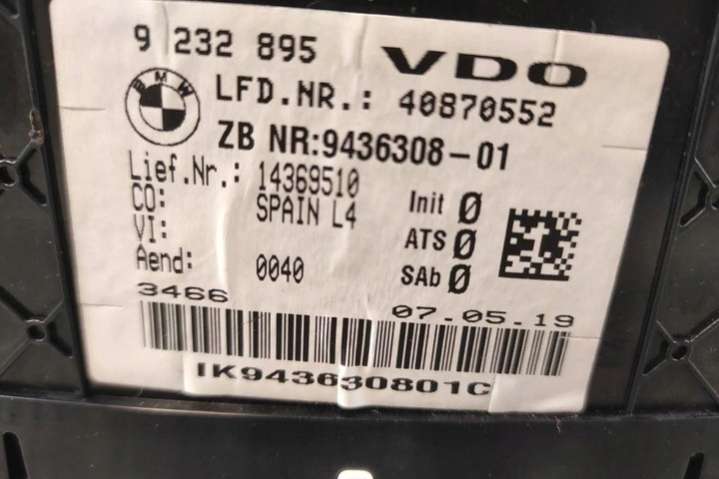 9 232 895 VDO
BMW
LFD.NR.: 40870552
ZB NR:9436308-01
Lief.Nr.: 14369510
CO: SPAIN L4
VI:
Aend: 0040
Init Ø
ATS Ø
SAb Ø
3466 07.05.19
IK943630801C